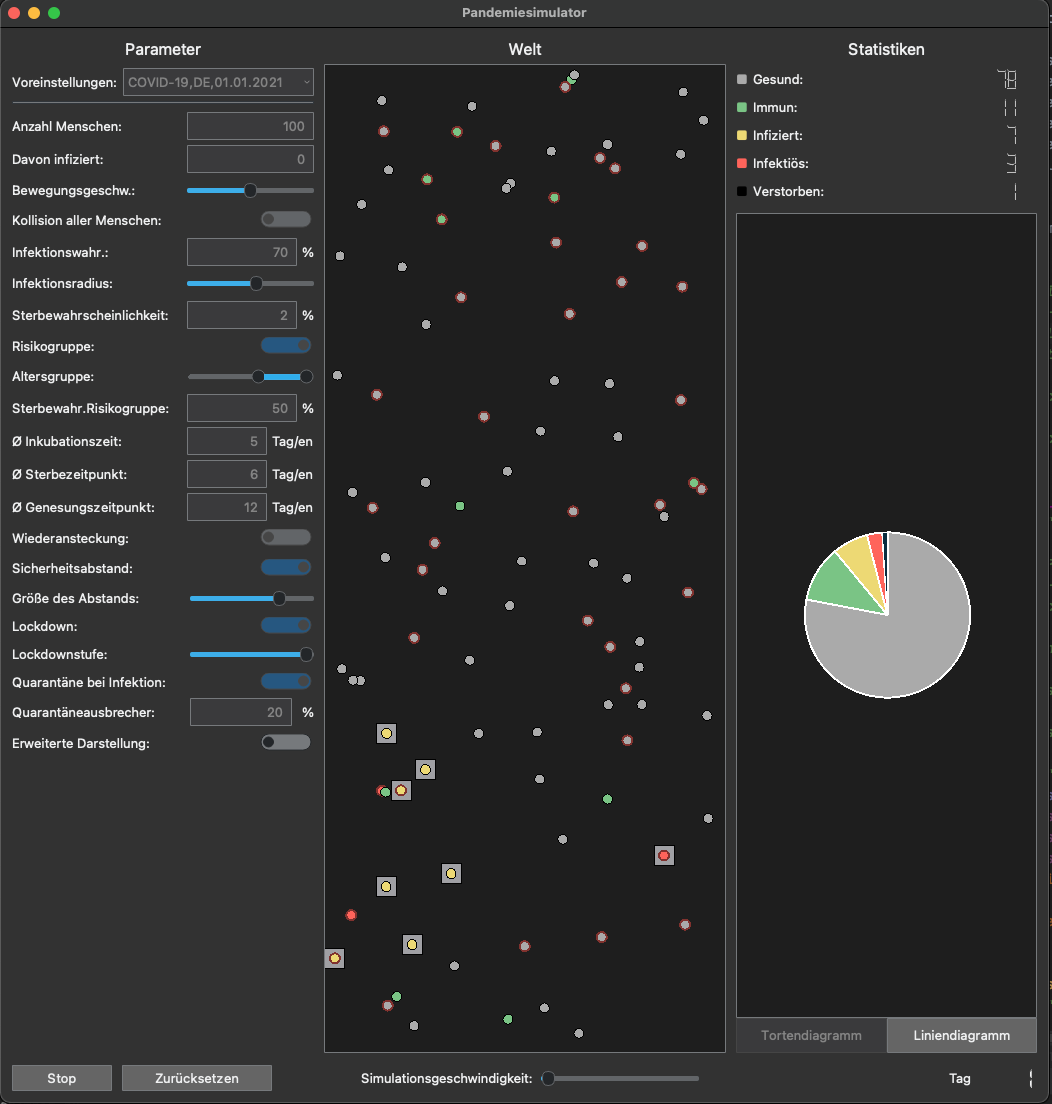 Pandemiesimulator
Parameter
Voreinstellungen: COVID-19,DE,01.01.2021
Anzahl Menschen: 100
Davon infiziert: 0
Bewegungsgeschw.:
Kollision aller Menschen:
Infektionswahr.: 70 %
Infektionsradius:
Sterbewahrscheinlichkeit: 2 %
Risikogruppe:
Altersgruppe:
Sterbewahr.Risikogruppe: 50 %
Ø Inkubationszeit: 5 Tag/en
Ø Sterbezeitpunkt: 6 Tag/en
Ø Genesungszeitpunkt: 12 Tag/en
Wiederansteckung:
Sicherheitsabstand:
Größe des Abstands:
Lockdown:
Lockdownstufe:
Quarantäne bei Infektion:
Quarantäneausbrecher: 20 %
Erweiterte Darstellung:
Stop Zurücksetzen
Welt
Simulationsgeschwindigkeit:
Statistiken
Gesund: 78
Immun: 11
Infiziert: 7
Infektiös: 3
Verstorben: 1
Tortendiagramm Liniendiagramm
Tag